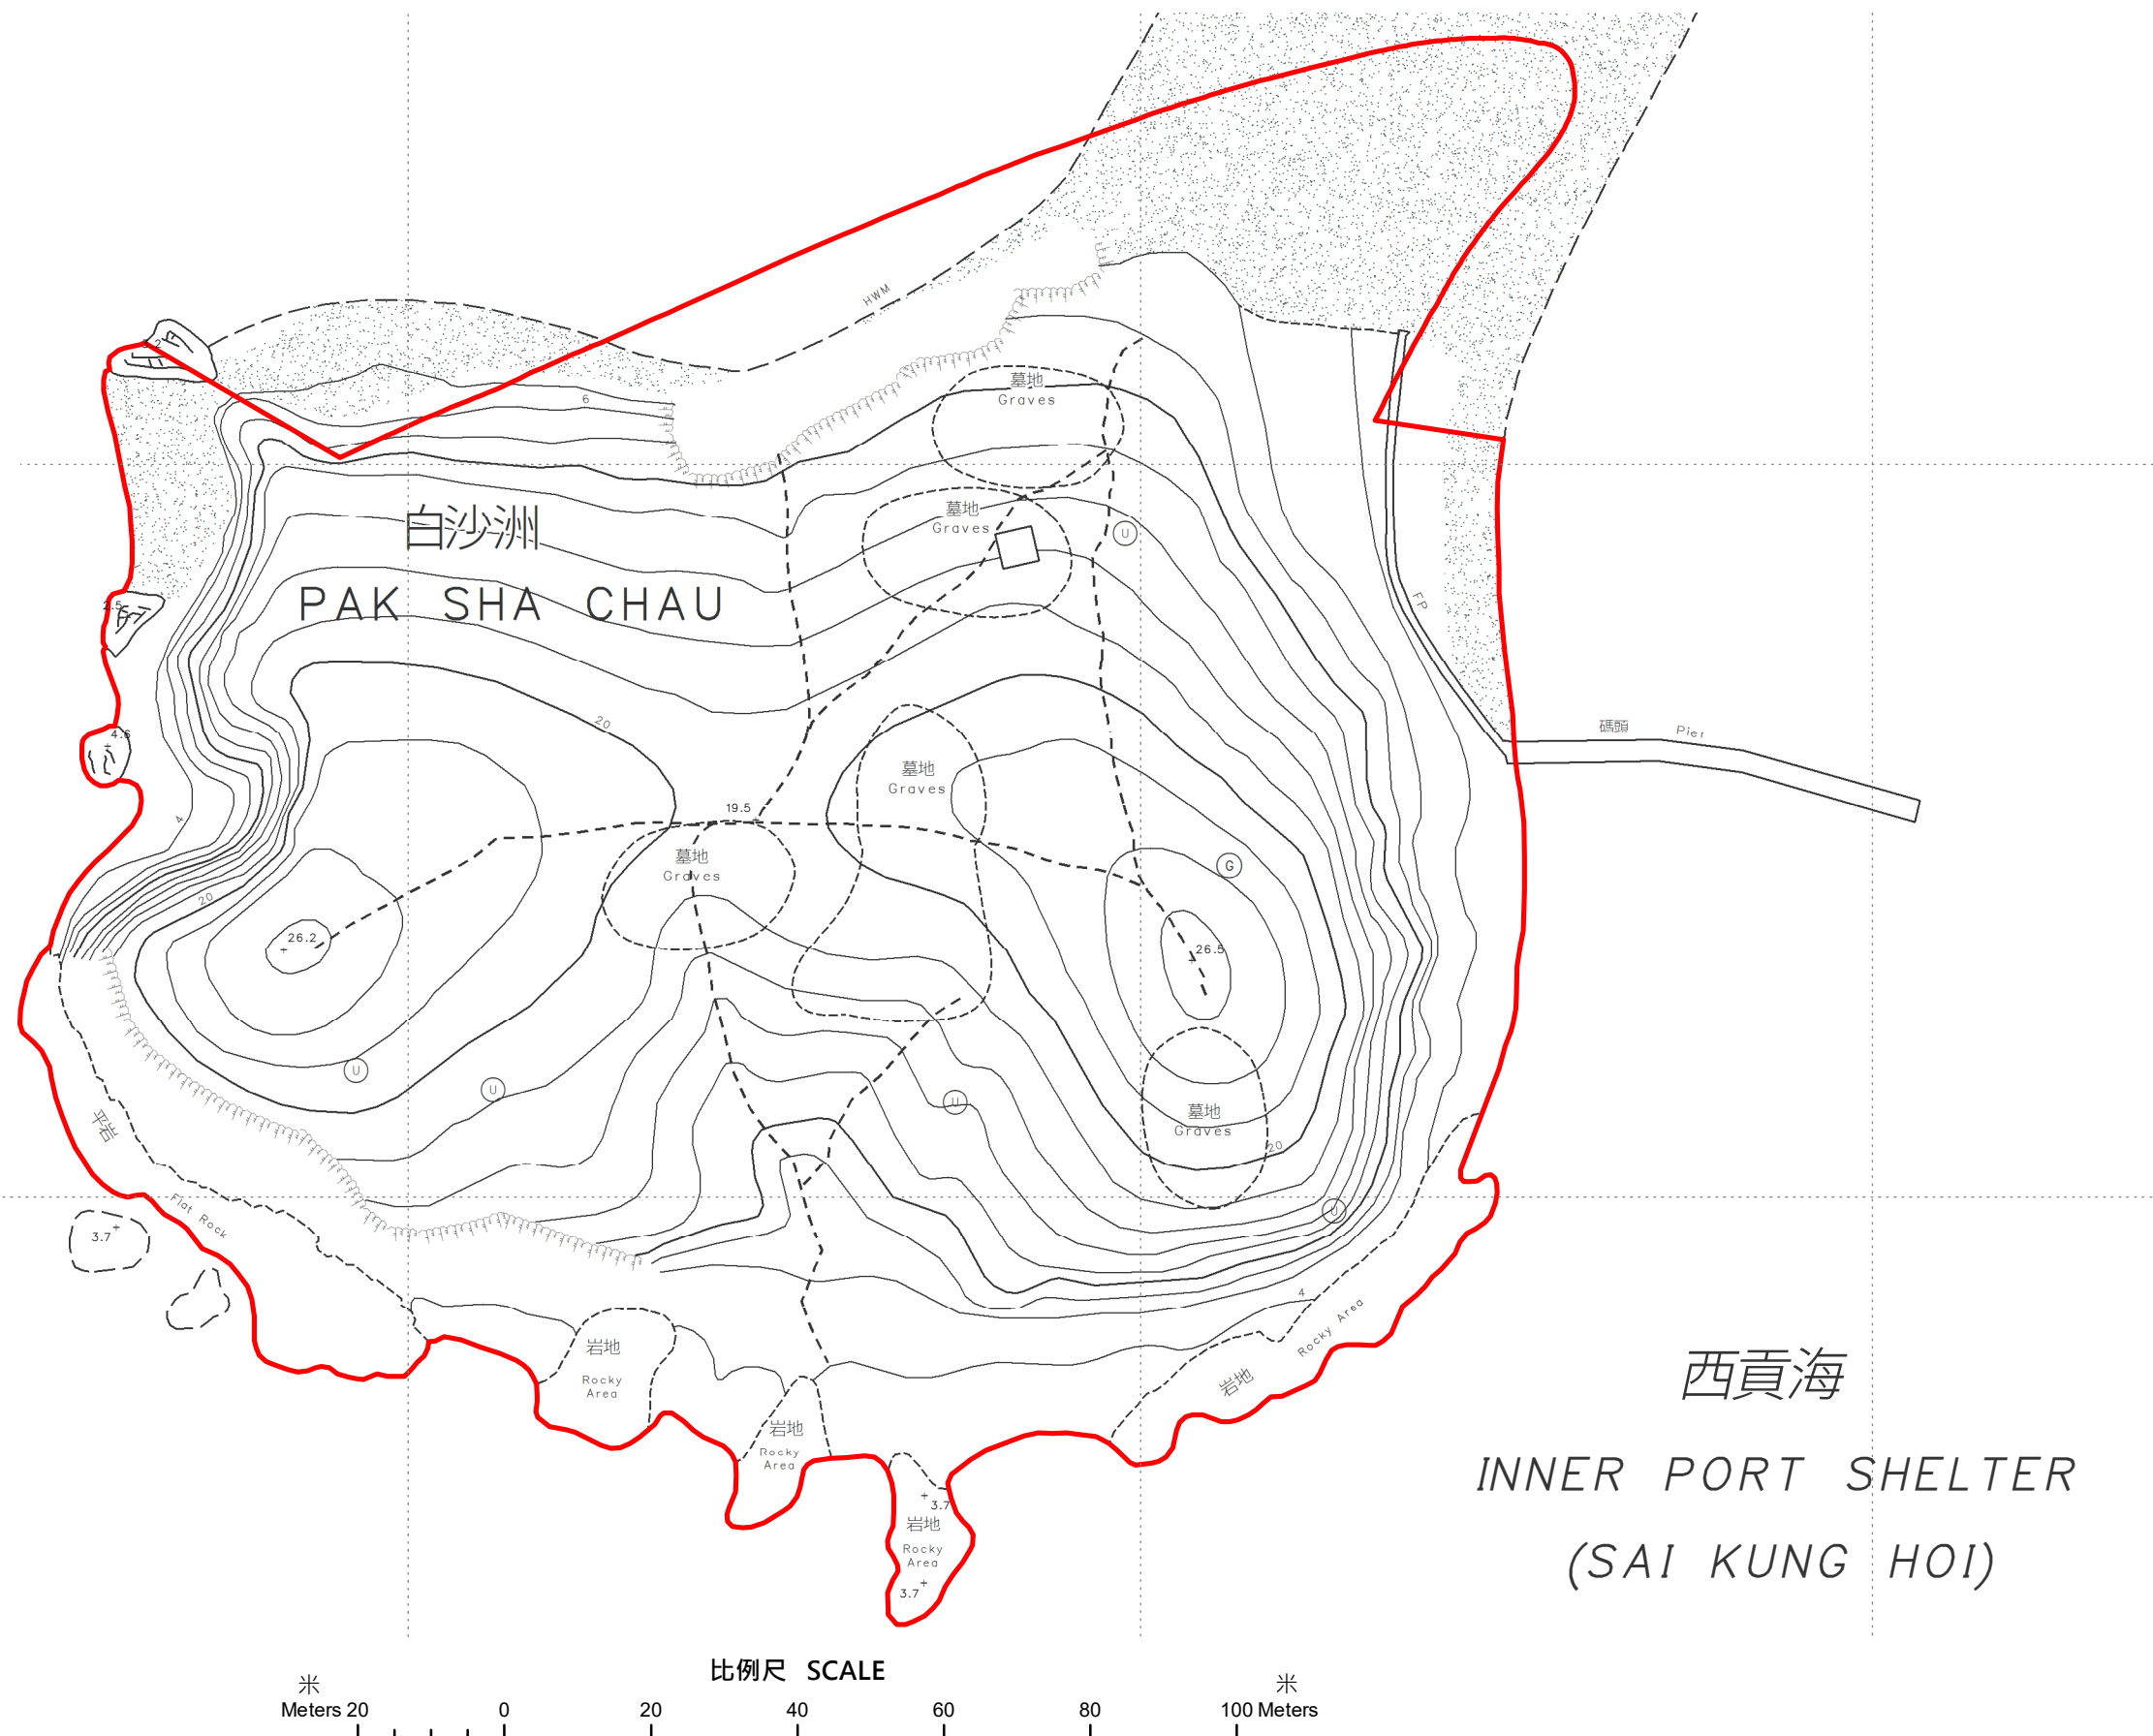 3.2
HWM
墓地
Graves
6
墓地
Graves
U
白沙洲
PAK SHA CHAU
2.5
FP
20
碼頭 Pier
4.6
墓地
Graves
19.5
4
墓地
Graves
G
20
26.2
26.5
U
U
U
平岩
墓地
Graves
20
Flat Rock
U
3.7
4
Rocky Area
岩地
岩地
Rocky
Area
西貢海
岩地
Rocky
Area
INNER PORT SHELTER
3.7
岩地
Rocky
Area
(SAI KUNG HOI)
3.7
比例尺 SCALE
米 米
Meters 20 0 20 40 60 80 100 Meters